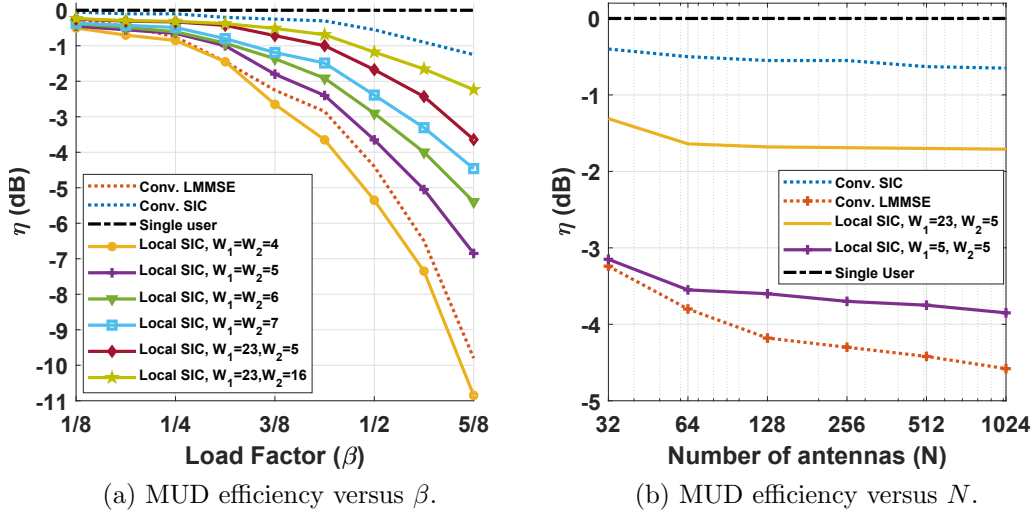 0
-1
-2
-3
-4
-5
-6
-7
-8
-9
-10
-11
η (dB)
Conv. LMMSE
Conv. SIC
Single user
Local SIC, W1=W2=4
Local SIC, W1=W2=5
Local SIC, W1=W2=6
Local SIC, W1=W2=7
Local SIC, W1=23,W2=5
Local SIC, W1=23,W2=16
1/8 1/4 3/8 1/2 5/8
Load Factor (β)
(a) MUD efficiency versus β.
0
-1
-2
-3
-4
-5
η (dB)
Conv. SIC
Conv. LMMSE
Local SIC, W1=23, W2=5
Local SIC, W1=5, W2=5
Single User
32 64 128 256 512 1024
Number of antennas (N)
(b) MUD efficiency versus N.